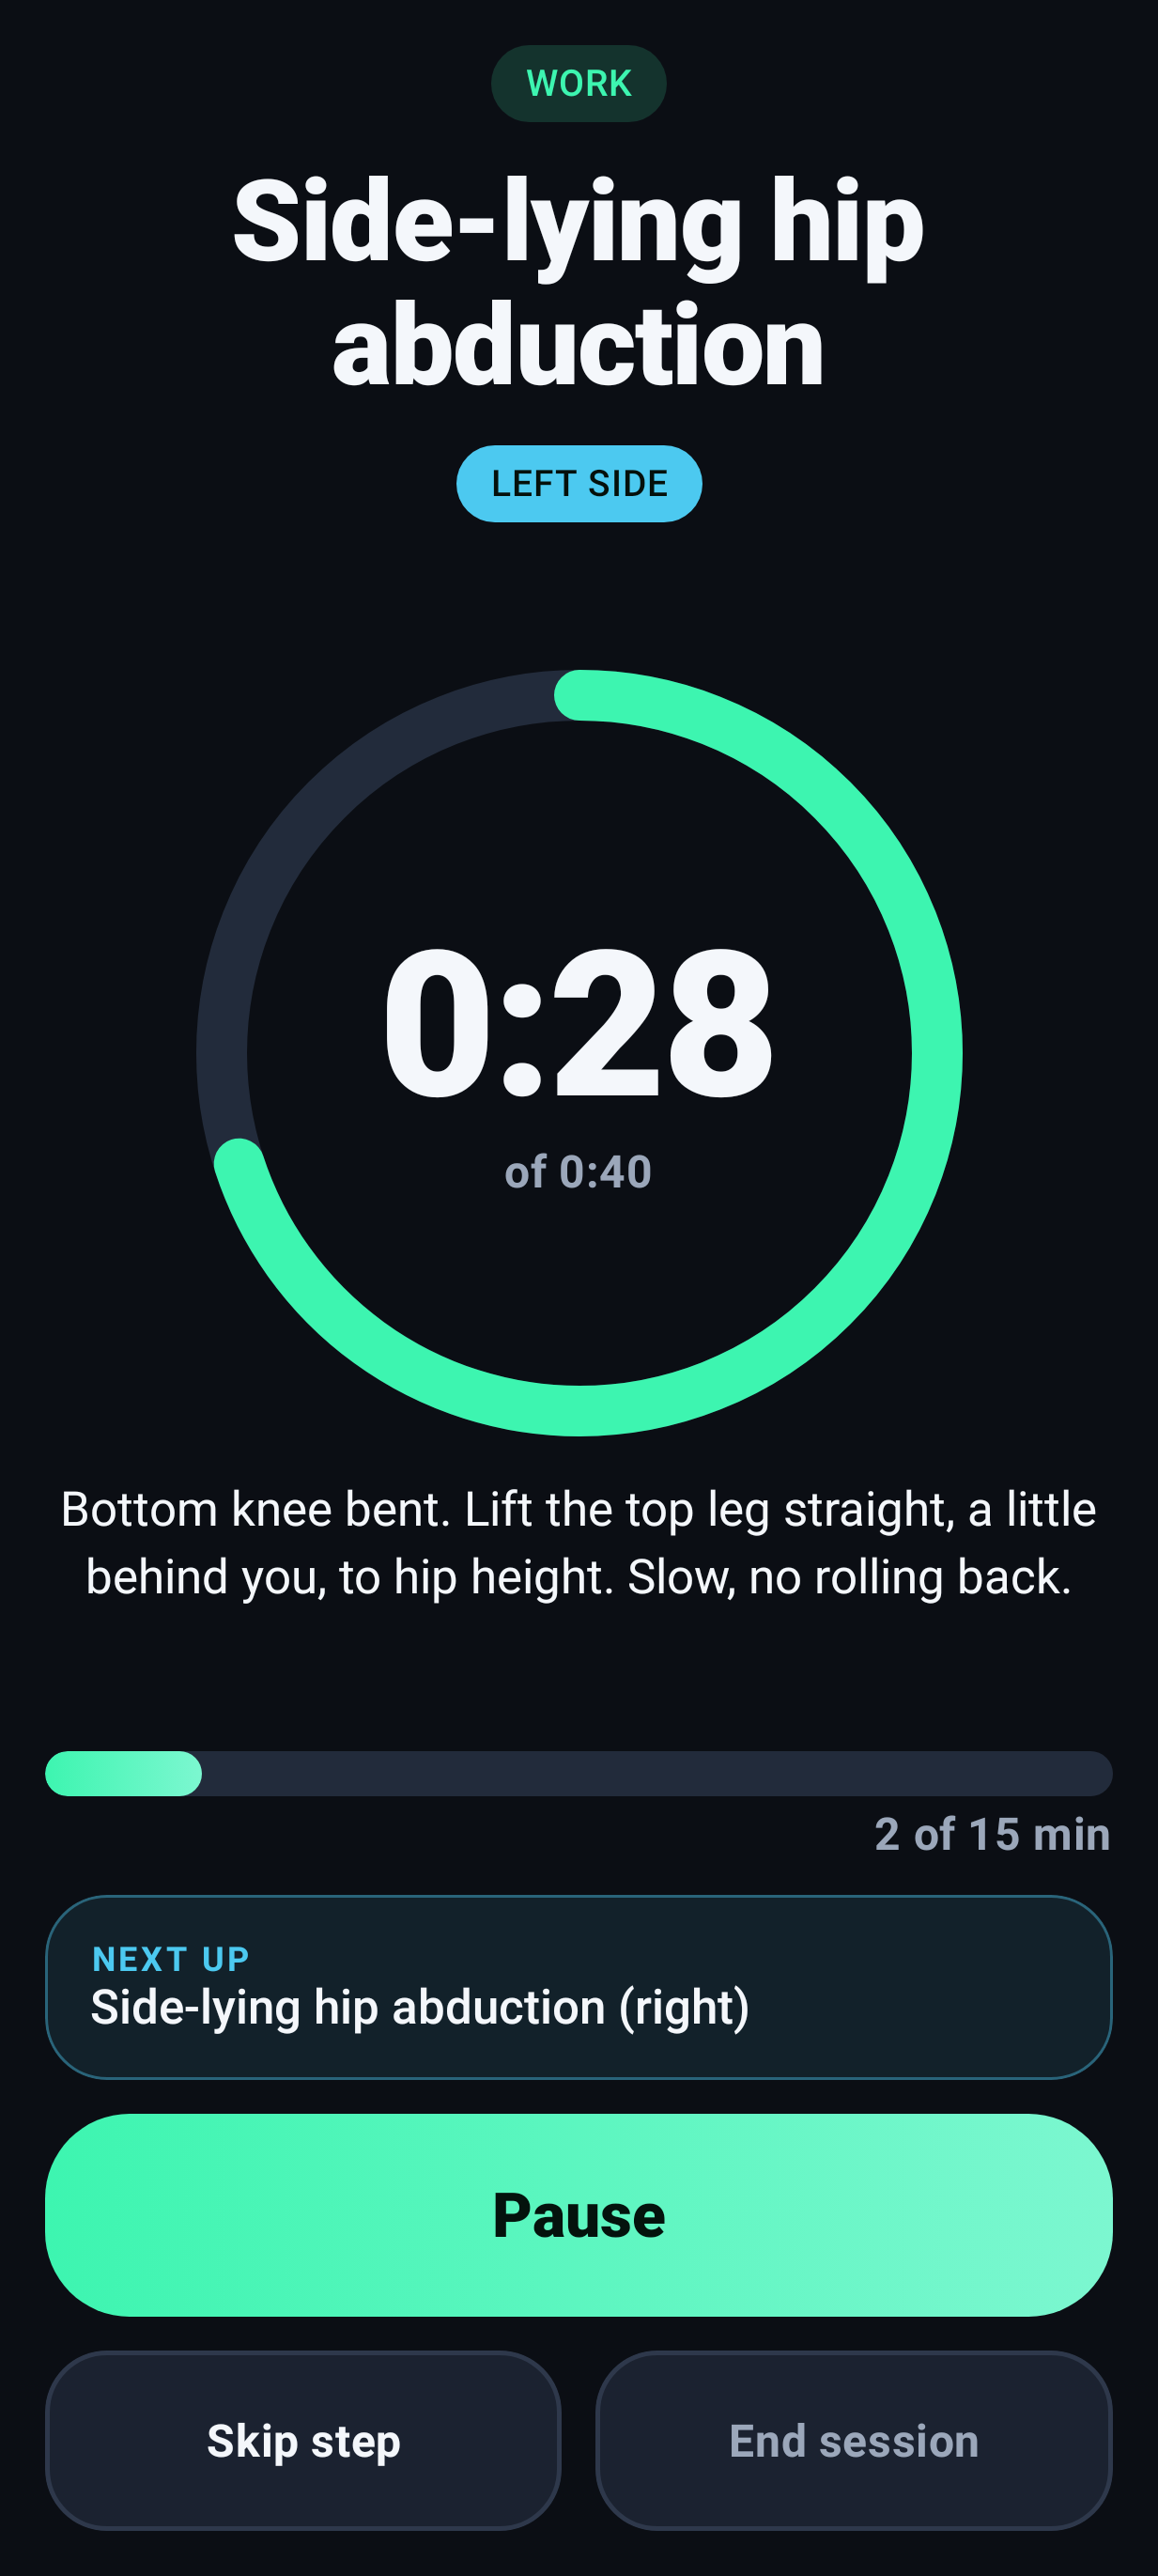 WORK
Side-lying hip
abduction
LEFT SIDE
0:28
of 0:40
Bottom knee bent. Lift the top leg straight, a little
behind you, to hip height. Slow, no rolling back.
2 of 15 min
NEXT UP
Side-lying hip abduction (right)
Pause
Skip step
End session